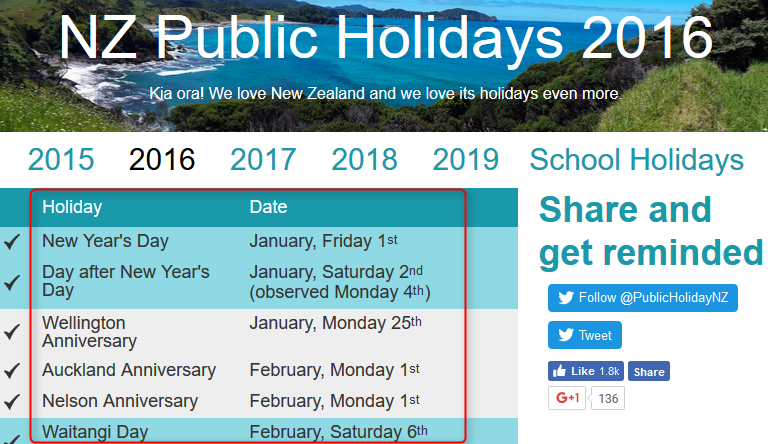 NZ Public Holidays 2016
Kia ora! We love New Zealand and we love its holidays even more.
2015 2016 2017 2018 2019 School Holidays
Holiday Date
New Year's Day January, Friday 1st
Day after New Year's Day January, Saturday 2nd (observed Monday 4th)
Wellington Anniversary January, Monday 25th
Auckland Anniversary February, Monday 1st
Nelson Anniversary February, Monday 1st
Waitangi Day February, Saturday 6th
Share and
get reminded
Follow @PublicHolidayNZ
Tweet
Like 1.8k Share
G+1 136